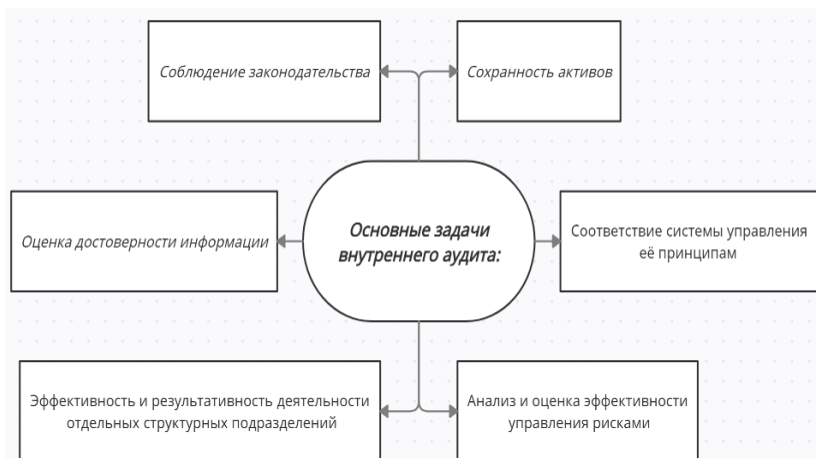 Соблюдение законодательства
Сохранность активов
Основные задачи
внутреннего аудита:
Оценка достоверности информации
Соответствие системы управления
её принципам
Эффективность и результативность деятельности
отдельных структурных подразделений
Анализ и оценка эффективности
управления рисками